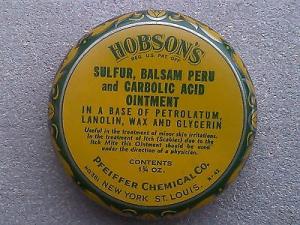 HOBSON'S
REG. U.S. PAT. OFF.
SULFUR, BALSAM PERU
and CARBOLIC ACID
OINTMENT
IN A BASE OF PETROLATUM,
LANOLIN, WAX AND GLYCERIN
Useful in the treatment of minor skin irritations.
In the treatment of Itch (Scabies) due to the
Itch Mite this Ointment should be used
under the direction of a physician.
CONTENTS
1¼ OZ.
PFEIFFER CHEMICAL CO.
NEW YORK ST. LOUIS.